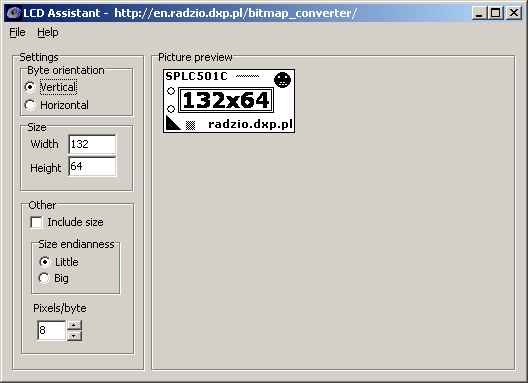 LCD Assistant - http://en.radzio.dxp.pl/bitmap_converter/
File Help
Settings
Byte orientation
Vertical
Horizontal
Size
Width 132
Height 64
Other
Include size
Size endianness
Little
Big
Pixels/byte
8
Picture preview
SPLC501C
132x64
radzio.dxp.pl